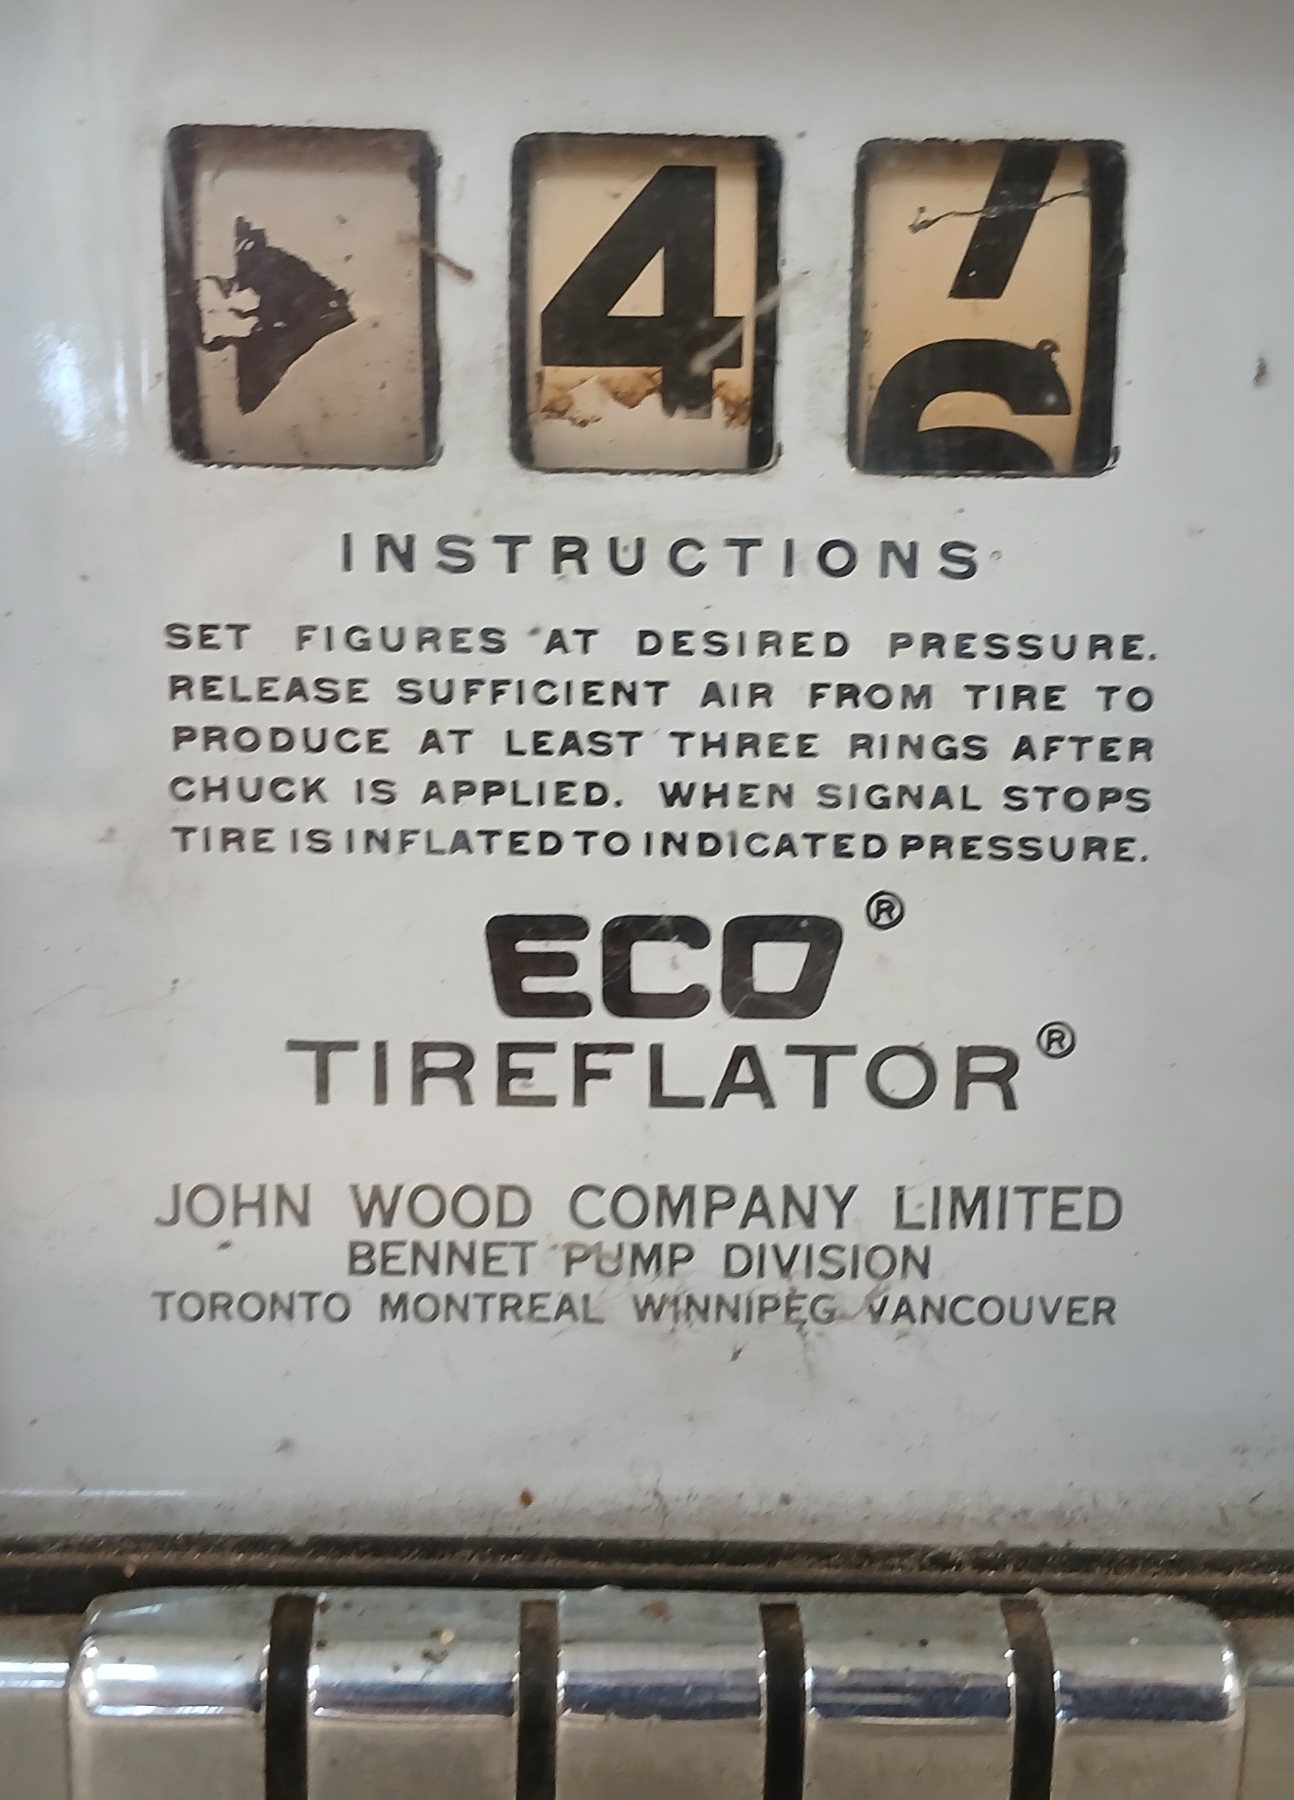 4 7
6
INSTRUCTIONS
SET FIGURES AT DESIRED PRESSURE.
RELEASE SUFFICIENT AIR FROM TIRE TO
PRODUCE AT LEAST THREE RINGS AFTER
CHUCK IS APPLIED. WHEN SIGNAL STOPS
TIRE IS INFLATED TO INDICATED PRESSURE.
ECO®
TIREFLATOR®
JOHN WOOD COMPANY LIMITED
BENNET PUMP DIVISION
TORONTO MONTREAL WINNIPEG VANCOUVER